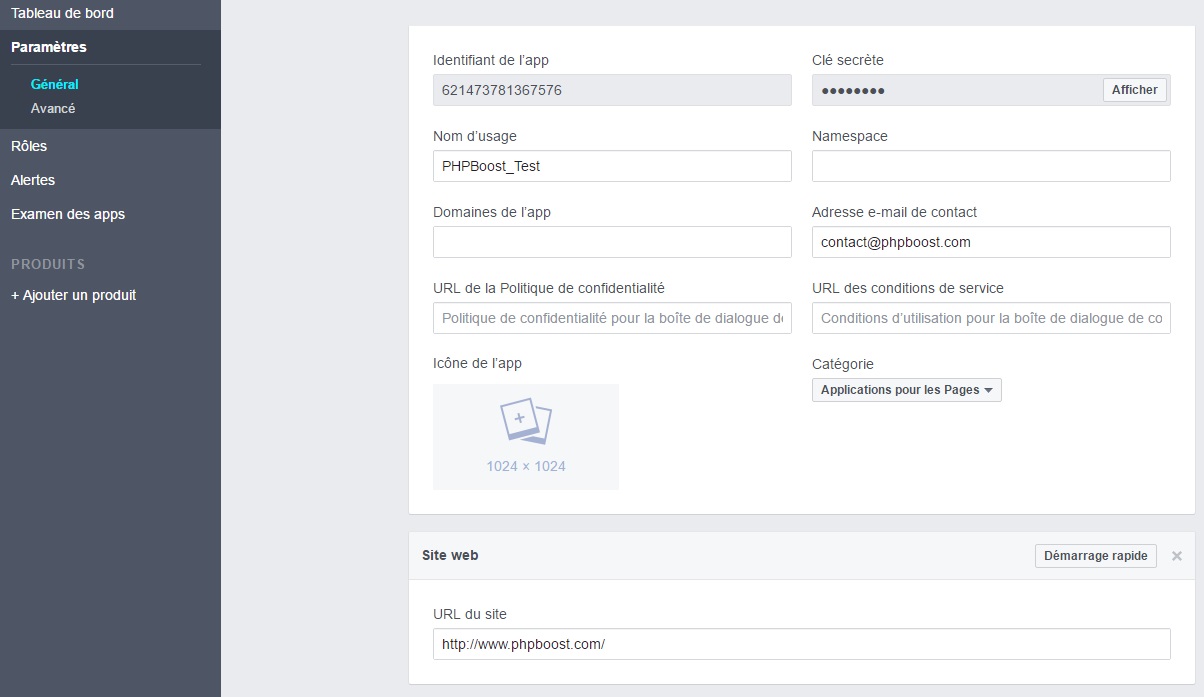 Tableau de bord
Paramètres
Général
Avancé
Rôles
Alertes
Examen des apps
PRODUITS
+ Ajouter un produit
Identifiant de l'app
621473781367576
Clé secrète
●●●●●●●●
Afficher
Nom d'usage
PHPBoost_Test
Namespace
Domaines de l'app
Adresse e-mail de contact
contact@phpboost.com
URL de la Politique de confidentialité
Politique de confidentialité pour la boîte de dialogue de
URL des conditions de service
Conditions d'utilisation pour la boîte de dialogue de co
Icône de l'app
1024 × 1024
Catégorie
Applications pour les Pages
Site web
Démarrage rapide
×
URL du site
http://www.phpboost.com/